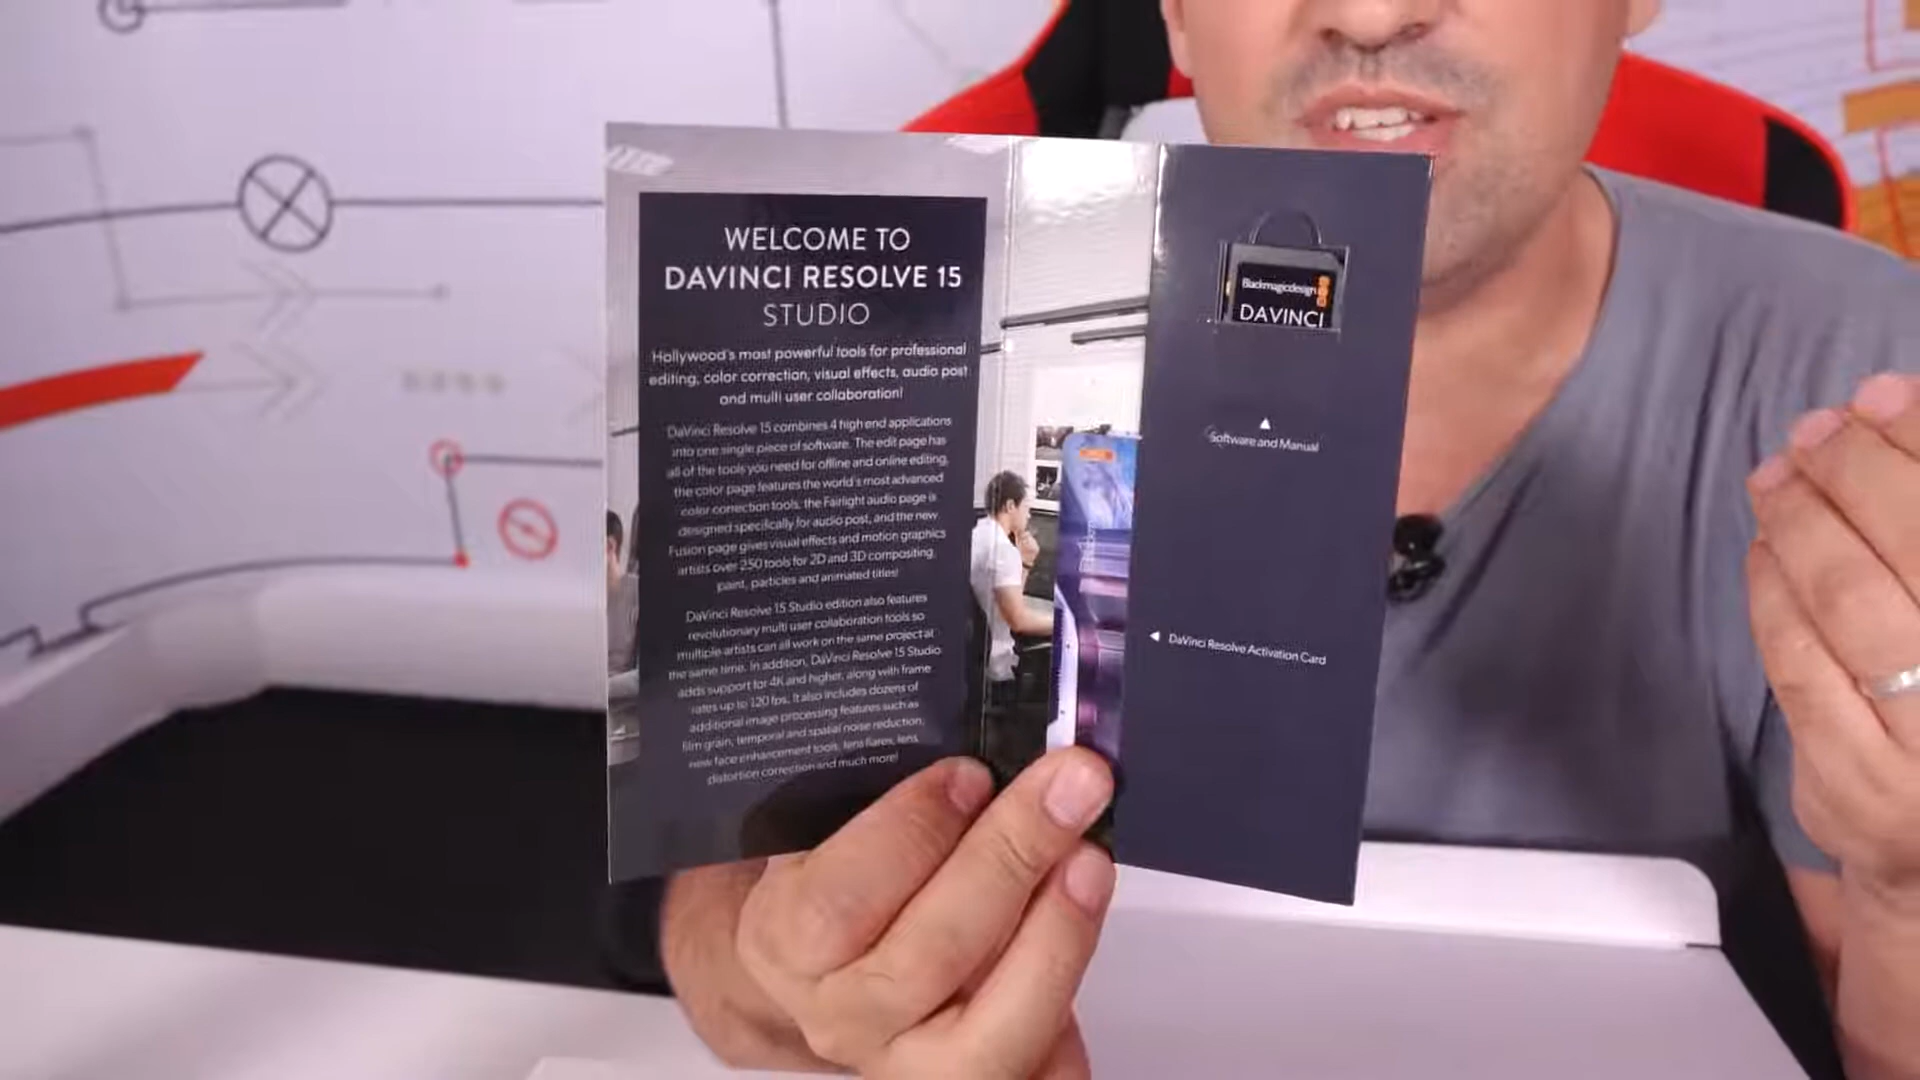 WELCOME TO
DAVINCI RESOLVE 15
STUDIO
Hollywood's most powerful tools for professional
editing, color correction, visual effects, audio post
and multi user collaboration!
DaVinci Resolve 15 combines 4 high end applications
into one single piece of software. The edit page has
all of the tools you need for offline and online editing,
the color page features the world's most advanced
color correction tools, the Fairlight audio page is
designed specifically for audio post, and the new
Fusion page gives visual effects and motion graphics
artists over 250 tools for 2D and 3D compositing,
paint, particles and animated titles!
DaVinci Resolve 15 Studio edition also features
revolutionary multi user collaboration tools so
multiple artists can all work on the same project at
the same time. In addition, DaVinci Resolve 15 Studio
adds support for 4K and higher, along with frame
rates up to 120 fps. It also includes dozens of
additional image processing features such as
film grain, temporal and spatial noise reduction,
new face enhancement tools, lens flares, lens
distortion correction and much more!
Blackmagicdesign
DAVINCI
Software and Manual
DaVinci Resolve Activation Card